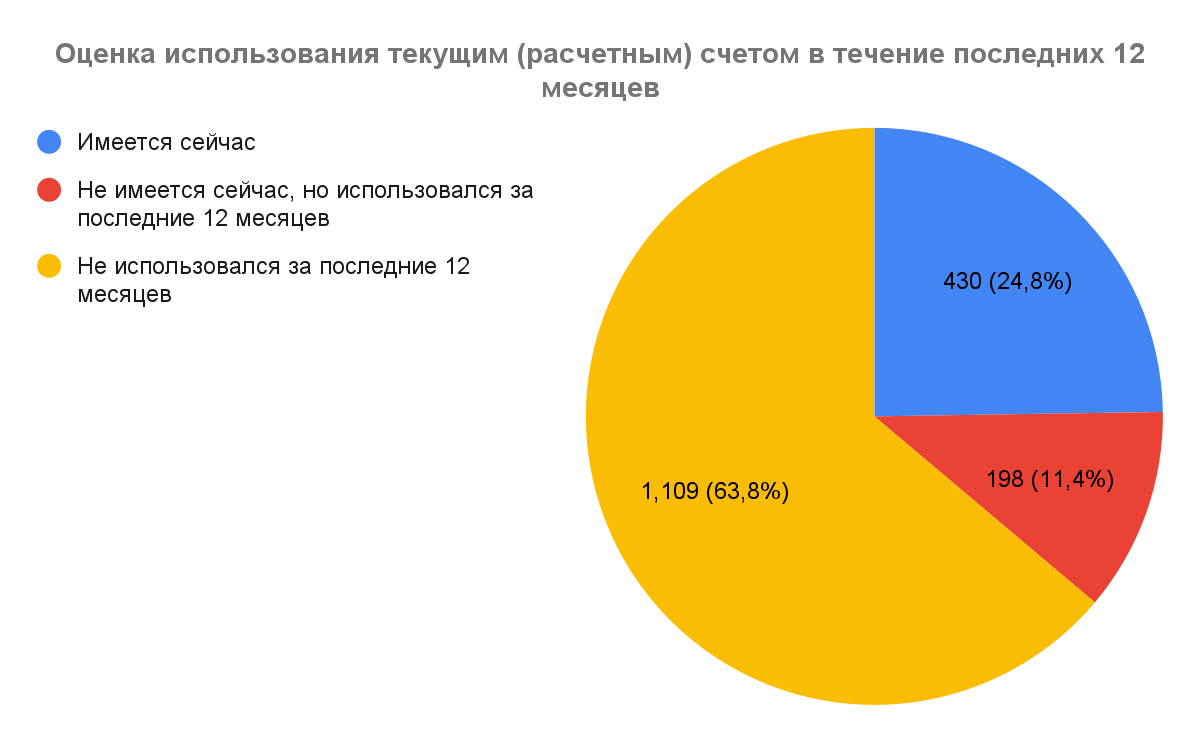 Оценка использования текущим (расчетным) счетом в течение последних 12
месяцев
Имеется сейчас
Не имеется сейчас, но использовался за
последние 12 месяцев
Не использовался за последние 12
месяцев
430 (24,8%)
198 (11,4%)
1,109 (63,8%)